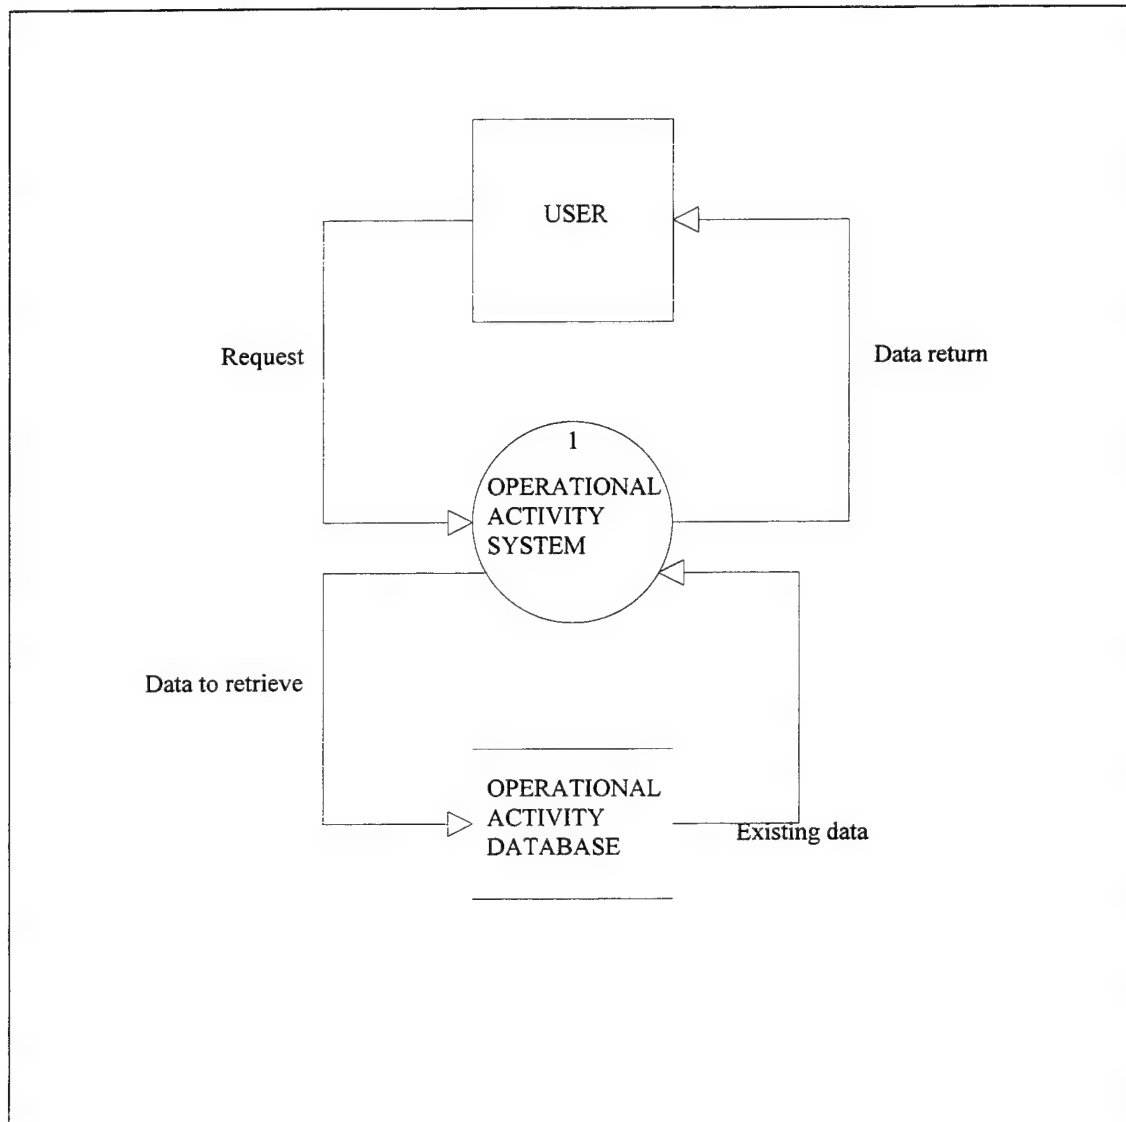 USER
Request
Data return
1
OPERATIONAL
ACTIVITY
SYSTEM
Data to retrieve
OPERATIONAL
ACTIVITY
DATABASE
Existing data